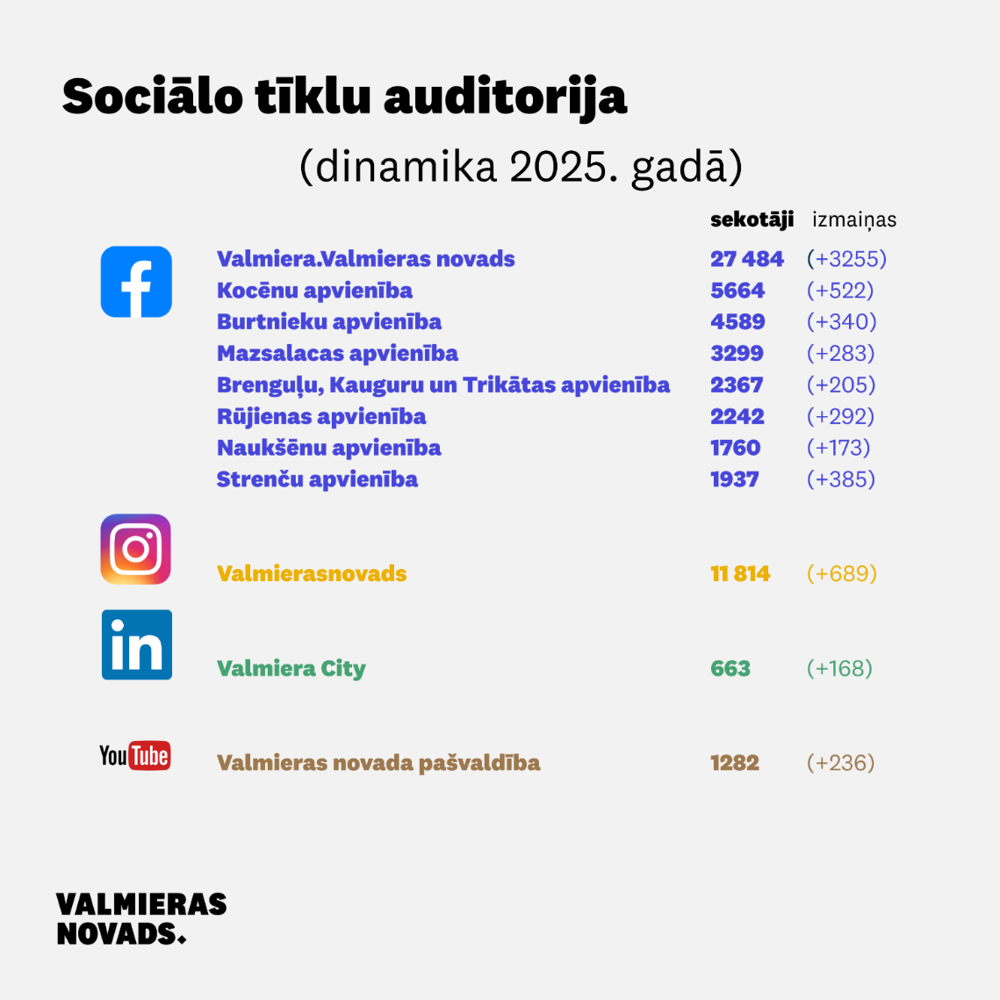 Sociālo tīklu auditorija
(dinamika 2025. gadā)
sekotāji izmaiņas
Valmiera.Valmieras novads 27 484 (+3255)
Kocēnu apvienība 5664 (+522)
Burtnieku apvienība 4589 (+340)
Mazsalacas apvienība 3299 (+283)
Brenguļu, Kauguru un Trikātas apvienība 2367 (+205)
Rūjienas apvienība 2242 (+292)
Naukšēnu apvienība 1760 (+173)
Strenču apvienība 1937 (+385)
Valmierasnovads 11 814 (+689)
in
Valmiera City 663 (+168)
YouTube
Valmieras novada pašvaldība 1282 (+236)
VALMIERAS
NOVADS.